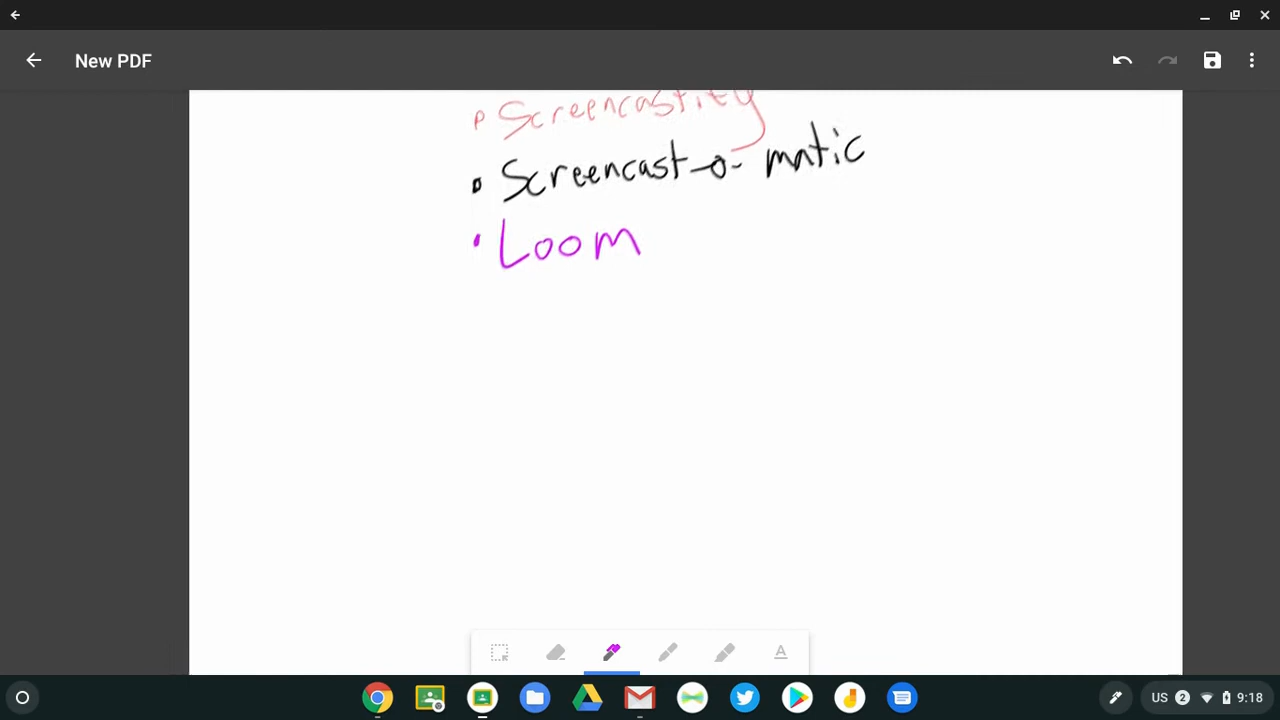 New PDF
• Screencastify
• Screencast-o-matic
• Loom
A
US 2 9:18